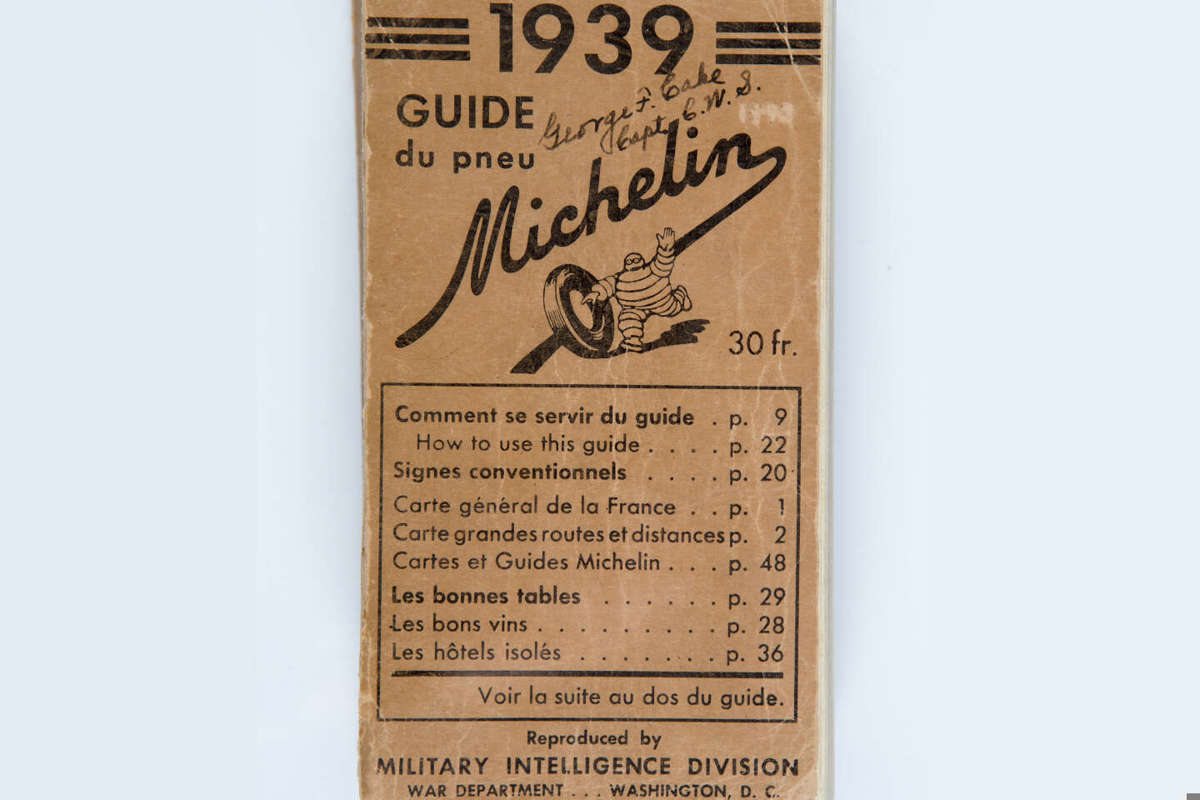 1939
GUIDE
du pneu
George F. Cake
Capt. C. W. S.
Michelin
30 fr.
Comment se servir du guide . p. 9
How to use this guide . . . . p. 22
Signes conventionnels . . . . p. 20
Carte général de la France . . p. 1
Carte grandes routes et distances p. 2
Cartes et Guides Michelin . . . p. 48
Les bonnes tables . . . . . . p. 29
Les bons vins . . . . . . . . . p. 28
Les hôtels isolés . . . . . . . p. 36
Voir la suite au dos du guide.
Reproduced by
MILITARY INTELLIGENCE DIVISION
WAR DEPARTMENT . . . WASHINGTON, D. C.